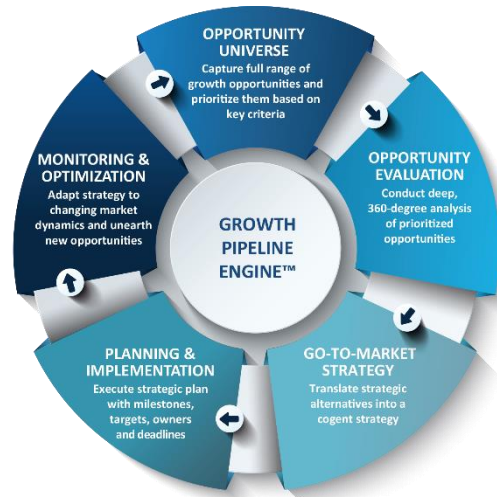 OPPORTUNITY
UNIVERSE
Capture full range of
growth opportunities and
prioritize them based on
key criteria
OPPORTUNITY
EVALUATION
Conduct deep,
360-degree analysis
of prioritized
opportunities
GO-TO-MARKET
STRATEGY
Translate strategic
alternatives into a
cogent strategy
PLANNING &
IMPLEMENTATION
Execute strategic plan
with milestones,
targets, owners
and deadlines
MONITORING &
OPTIMIZATION
Adapt strategy to
changing market
dynamics and unearth
new opportunities
GROWTH
PIPELINE
ENGINE™